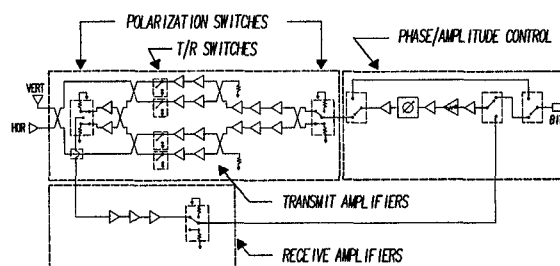 POLARIZATION SWITCHES
T/R SWITCHES
PHASE/AMPLITUDE CONTROL
VERT
HOR
TRANSMIT AMPLIFIERS
RECEIVE AMPLIFIERS